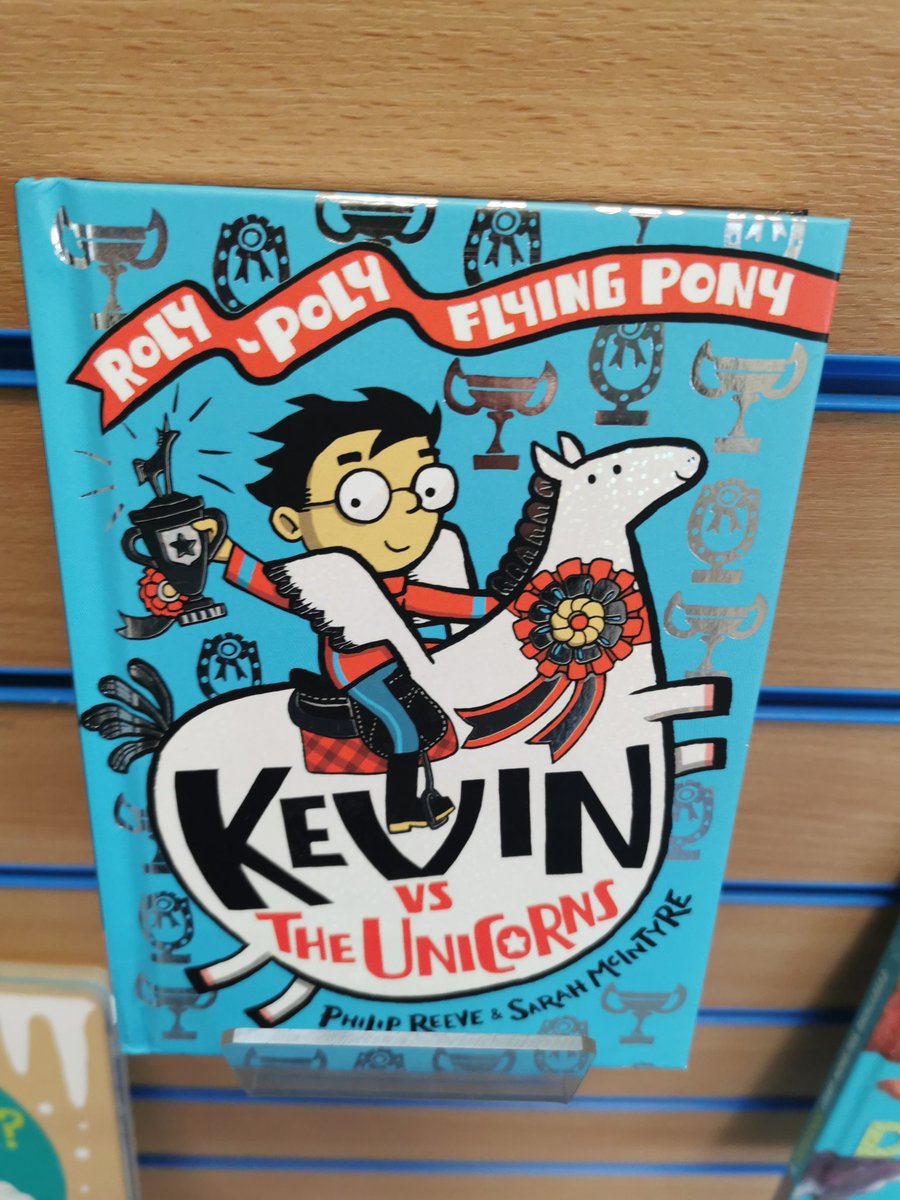 ROLY POLY FLYING PONY
KEVIN
VS
THE UNICORNS
PHILIP REEVE & SARAH MCINTYRE
?